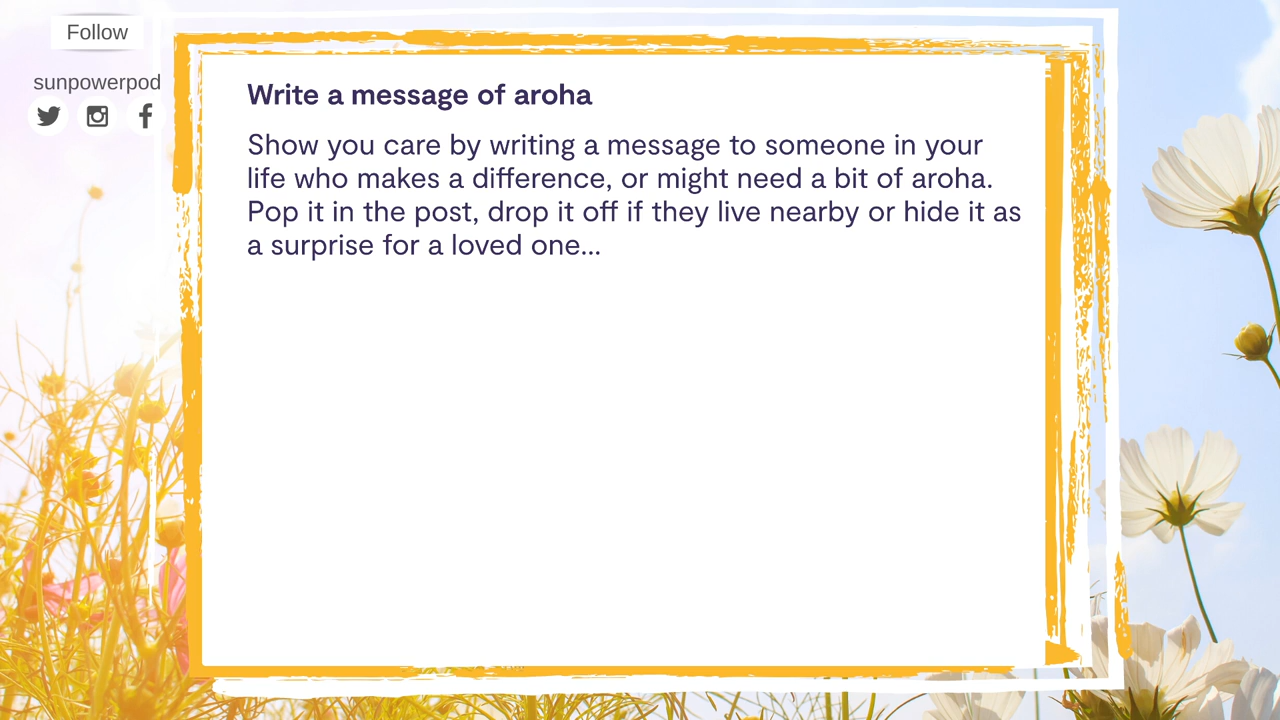 Follow
sunpowerpod
Write a message of aroha
Show you care by writing a message to someone in your
life who makes a difference, or might need a bit of aroha.
Pop it in the post, drop it off if they live nearby or hide it as
a surprise for a loved one...